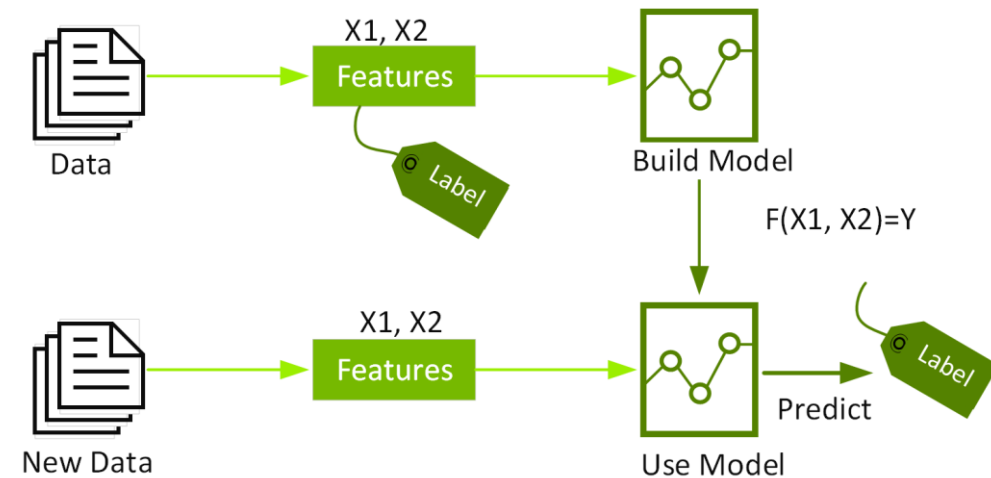 X1, X2
Features
Data
Label
Build Model
F(X1, X2)=Y
X1, X2
Features
Label
Predict
New Data
Use Model